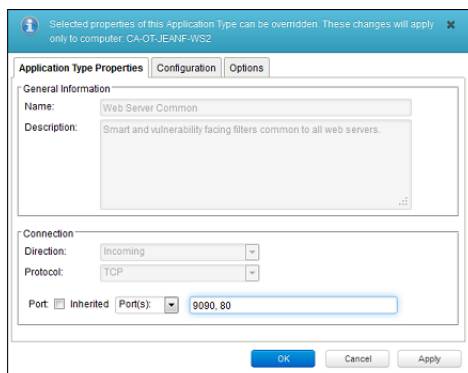 Selected properties of this Application Type can be overridden. These changes will apply
only to computer: CA-OT-JEANF-WS2
Application Type Properties Configuration Options
General Information
Name: Web Server Common
Description: Smart and vulnerability facing filters common to all web servers.
Connection
Direction: Incoming
Protocol: TCP
Port: Inherited Port(s): 9090, 80
OK Cancel Apply